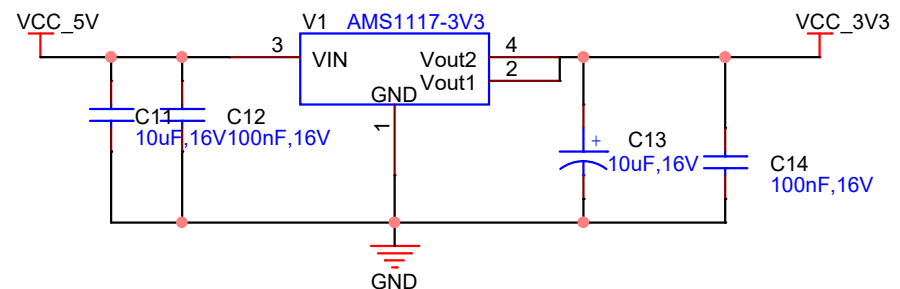 VCC_5V
V1 AMS1117-3V3
VCC_3V3
3
VIN
Vout2
4
Vout1
2
GND
1
C11
10uF,16V
C12
100nF,16V
+
C13
10uF,16V
C14
100nF,16V
GND